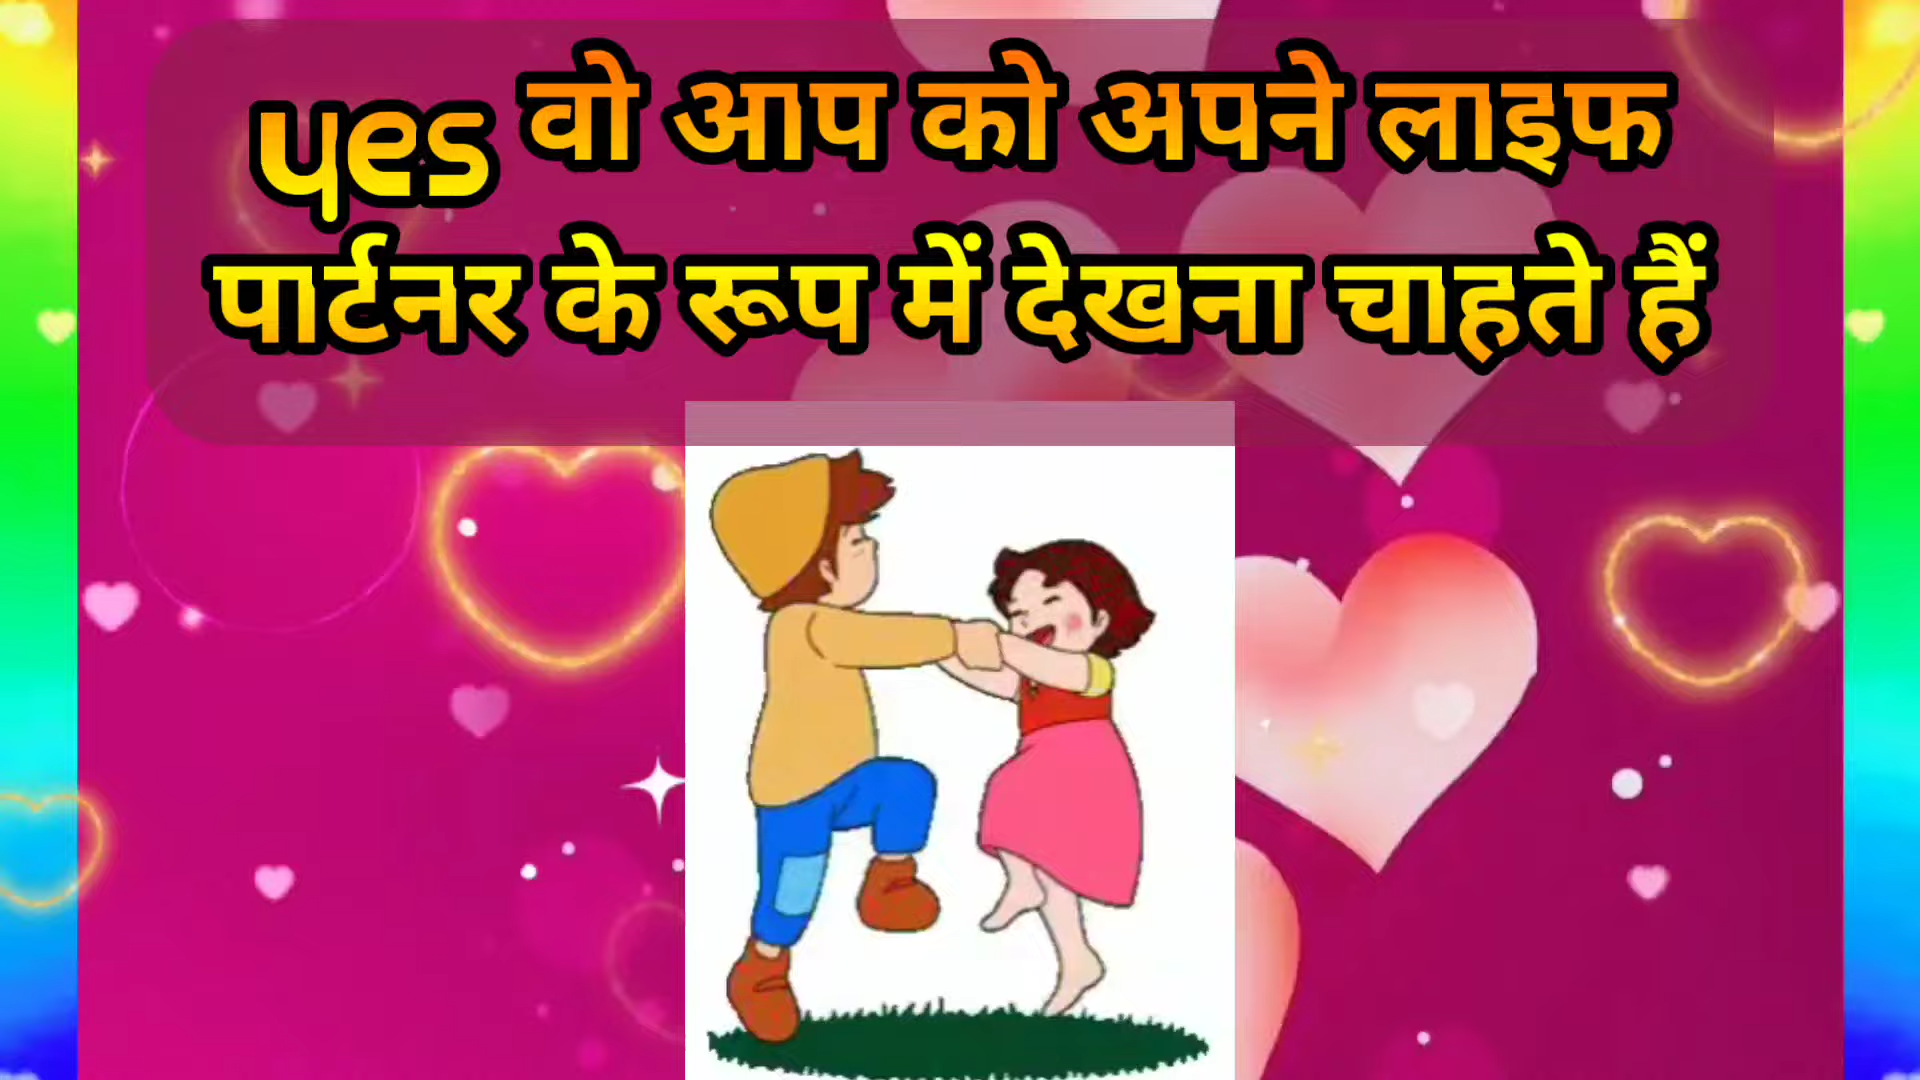 yes वो आप को अपने लाइफ
पार्टनर के रूप में देखना चाहते हैं